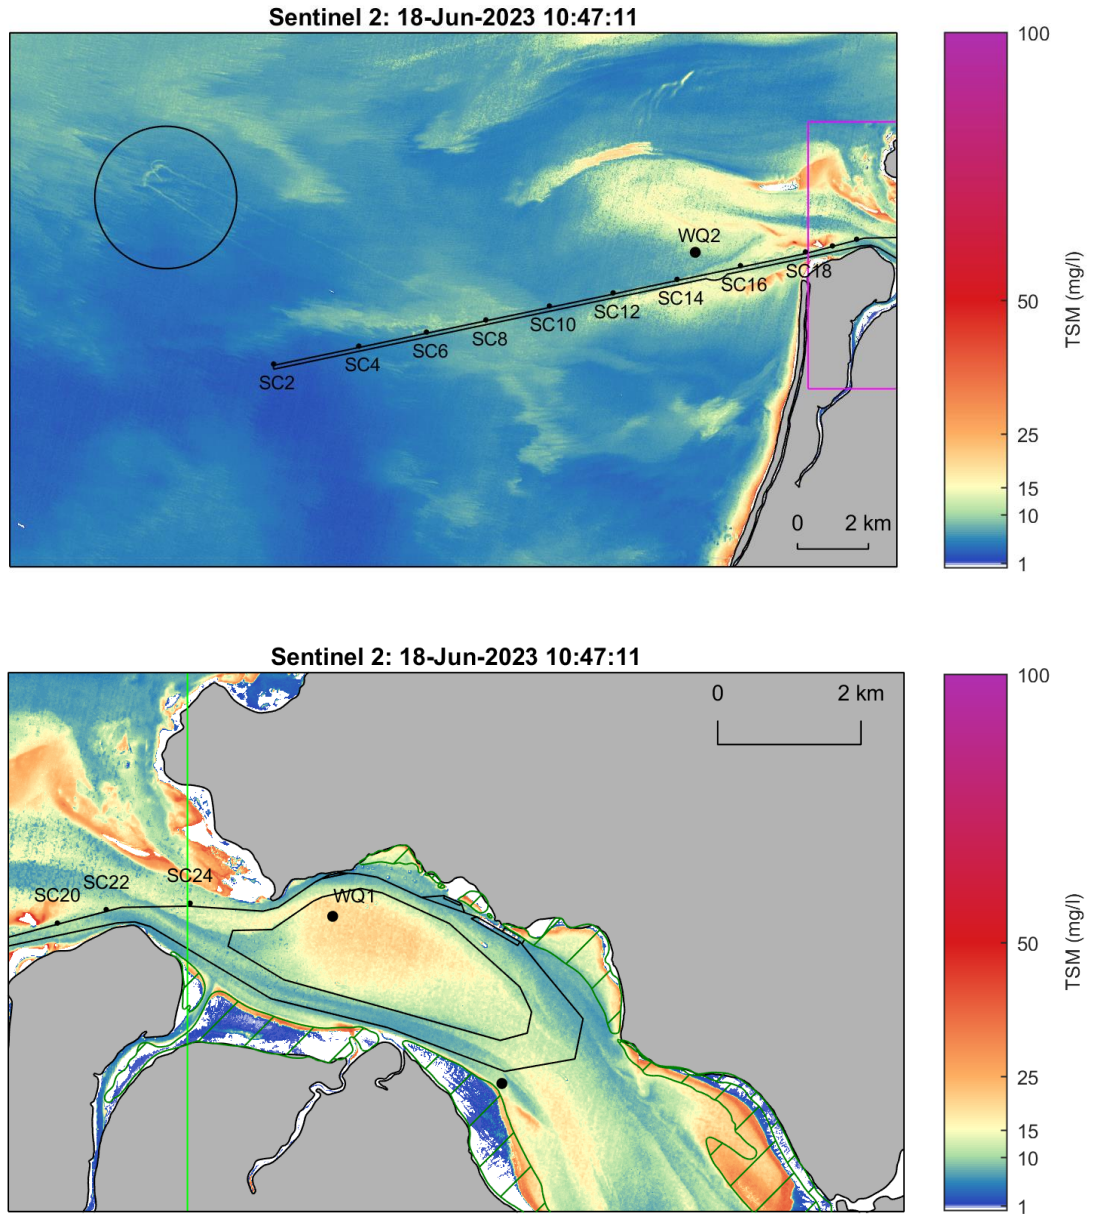 Sentinel 2: 18-Jun-2023 10:47:11
100
WQ2
SC18
SC16
SC14
SC12
SC10
SC8
SC6
SC4
SC2
50
TSM (mg/l)
25
15
10
1
0 2 km
Sentinel 2: 18-Jun-2023 10:47:11
0 2 km
100
SC24
SC22
SC20
WQ1
50
TSM (mg/l)
25
15
10
1